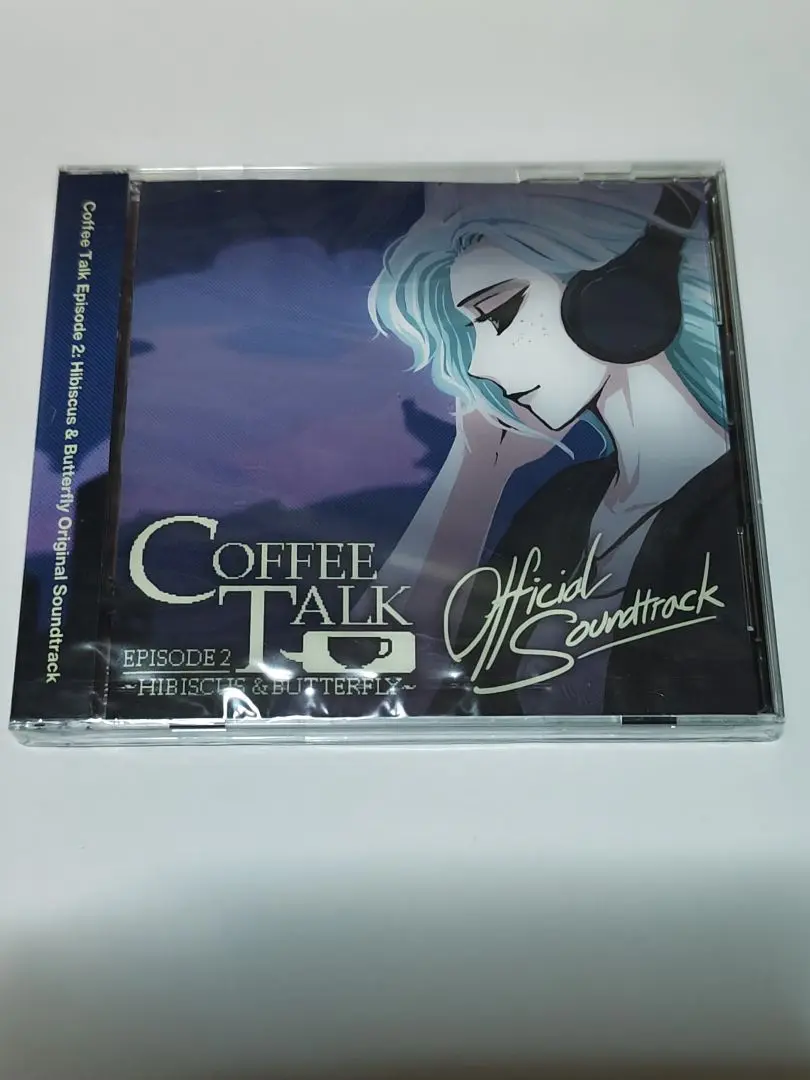 Coffee Talk Episode 2: Hibiscus & Butterfly Original Soundtrack
COFFEE
TALK
EPISODE 2
~HIBISCUS & BUTTERFLY~
Official
Soundtrack